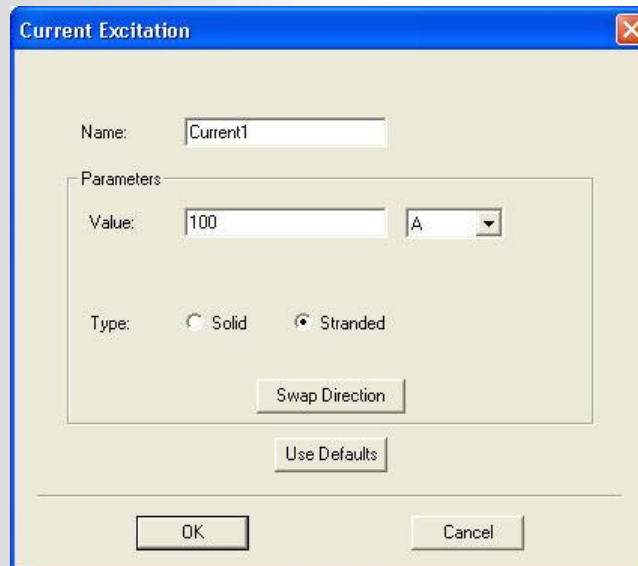 Current Excitation
Name: Current1
Parameters
Value: 100 A
Type: Solid Stranded
Swap Direction
Use Defaults
OK Cancel